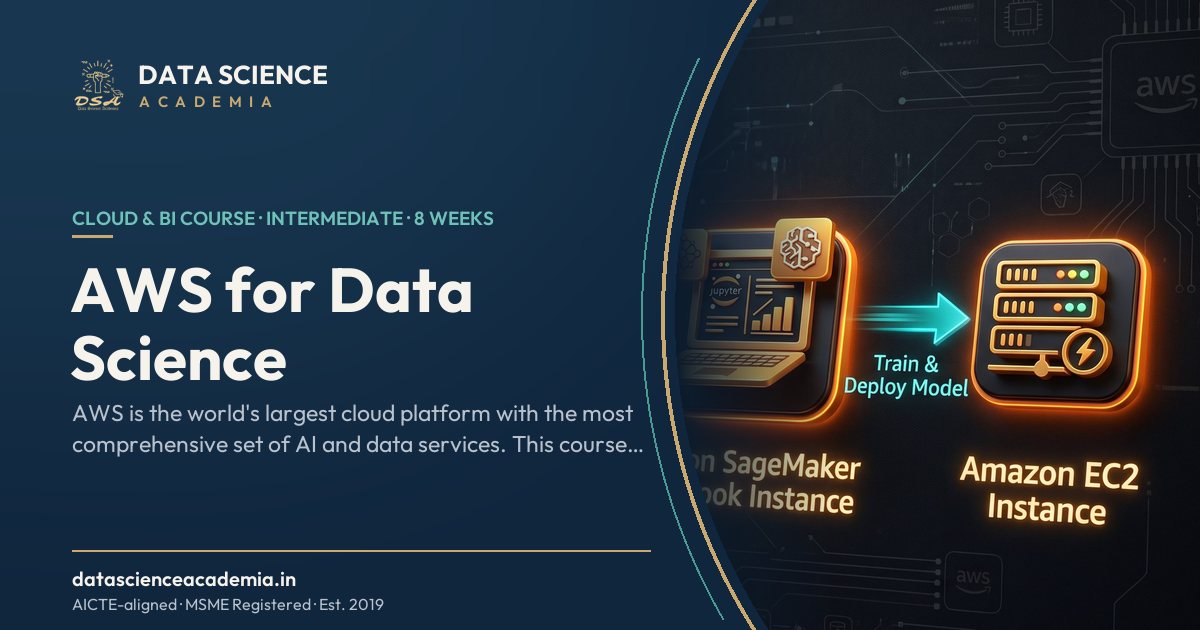 DSA
DATA SCIENCE
ACADEMIA
CLOUD & BI COURSE · INTERMEDIATE · 8 WEEKS
AWS for Data
Science
AWS is the world's largest cloud platform with the most
comprehensive set of AI and data services. This course...
datascienceacademia.in
AICTE-aligned · MSME Registered · Est. 2019
aws
jupyter
Train &
Deploy Model
on SageMaker
ook Instance
Amazon EC2
Instance
aws